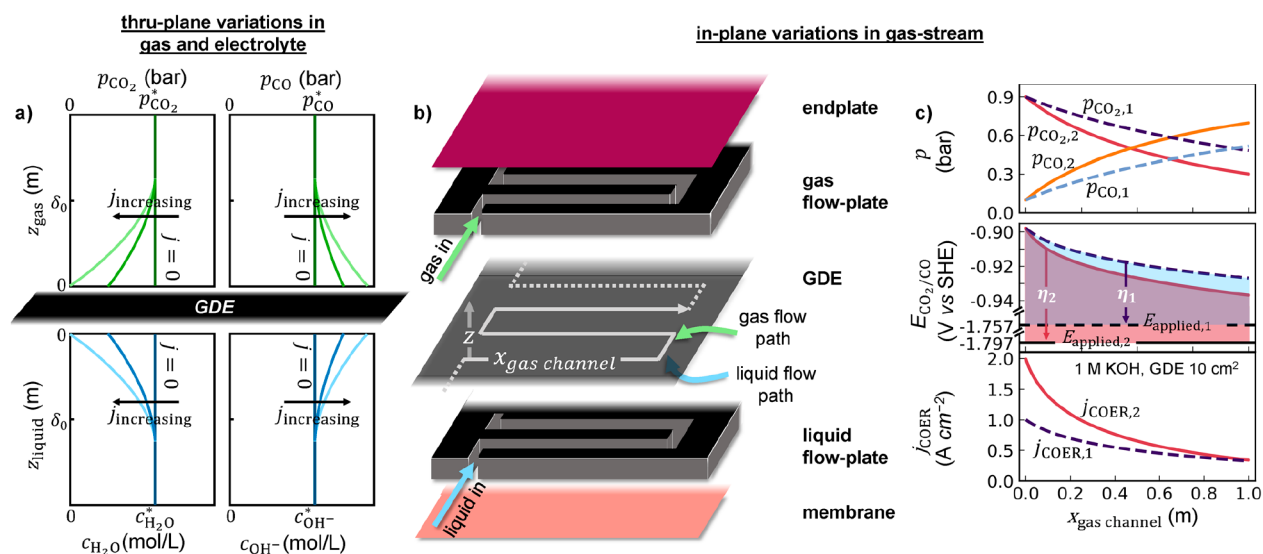 thru-plane variations in
gas and electrolyte
in-plane variations in gas-stream
a)
p_CO₂ (bar)
0 p*_CO₂
p_CO (bar)
0 p*_CO
z_gas (m)
δ₀
0
j_increasing
j = 0
j_increasing
j = 0
GDE
0
z_liquid (m)
δ₀
j = 0
j_increasing
j = 0
j_increasing
0 c*_H₂O
c_H₂O (mol/L)
0 c*_OH⁻
c_OH⁻ (mol/L)
b)
endplate
gas
flow-plate
gas in
GDE
z
x_gas channel
gas flow
path
liquid flow
path
liquid
flow-plate
liquid in
membrane
c)
p
(bar)
0.9
0.6
0.3
0.0
p_CO₂,1
p_CO₂,2
p_CO,2
p_CO,1
E_CO₂/CO
(V vs SHE)
-0.90
-0.92
-0.94
-1.757
-1.797
η₂
η₁
E_applied,1
E_applied,2
j_COER
(A cm⁻²)
2.0
1.5
1.0
0.5
0.0
1 M KOH, GDE 10 cm²
j_COER,2
j_COER,1
0.0 0.2 0.4 0.6 0.8 1.0
x_gas channel (m)